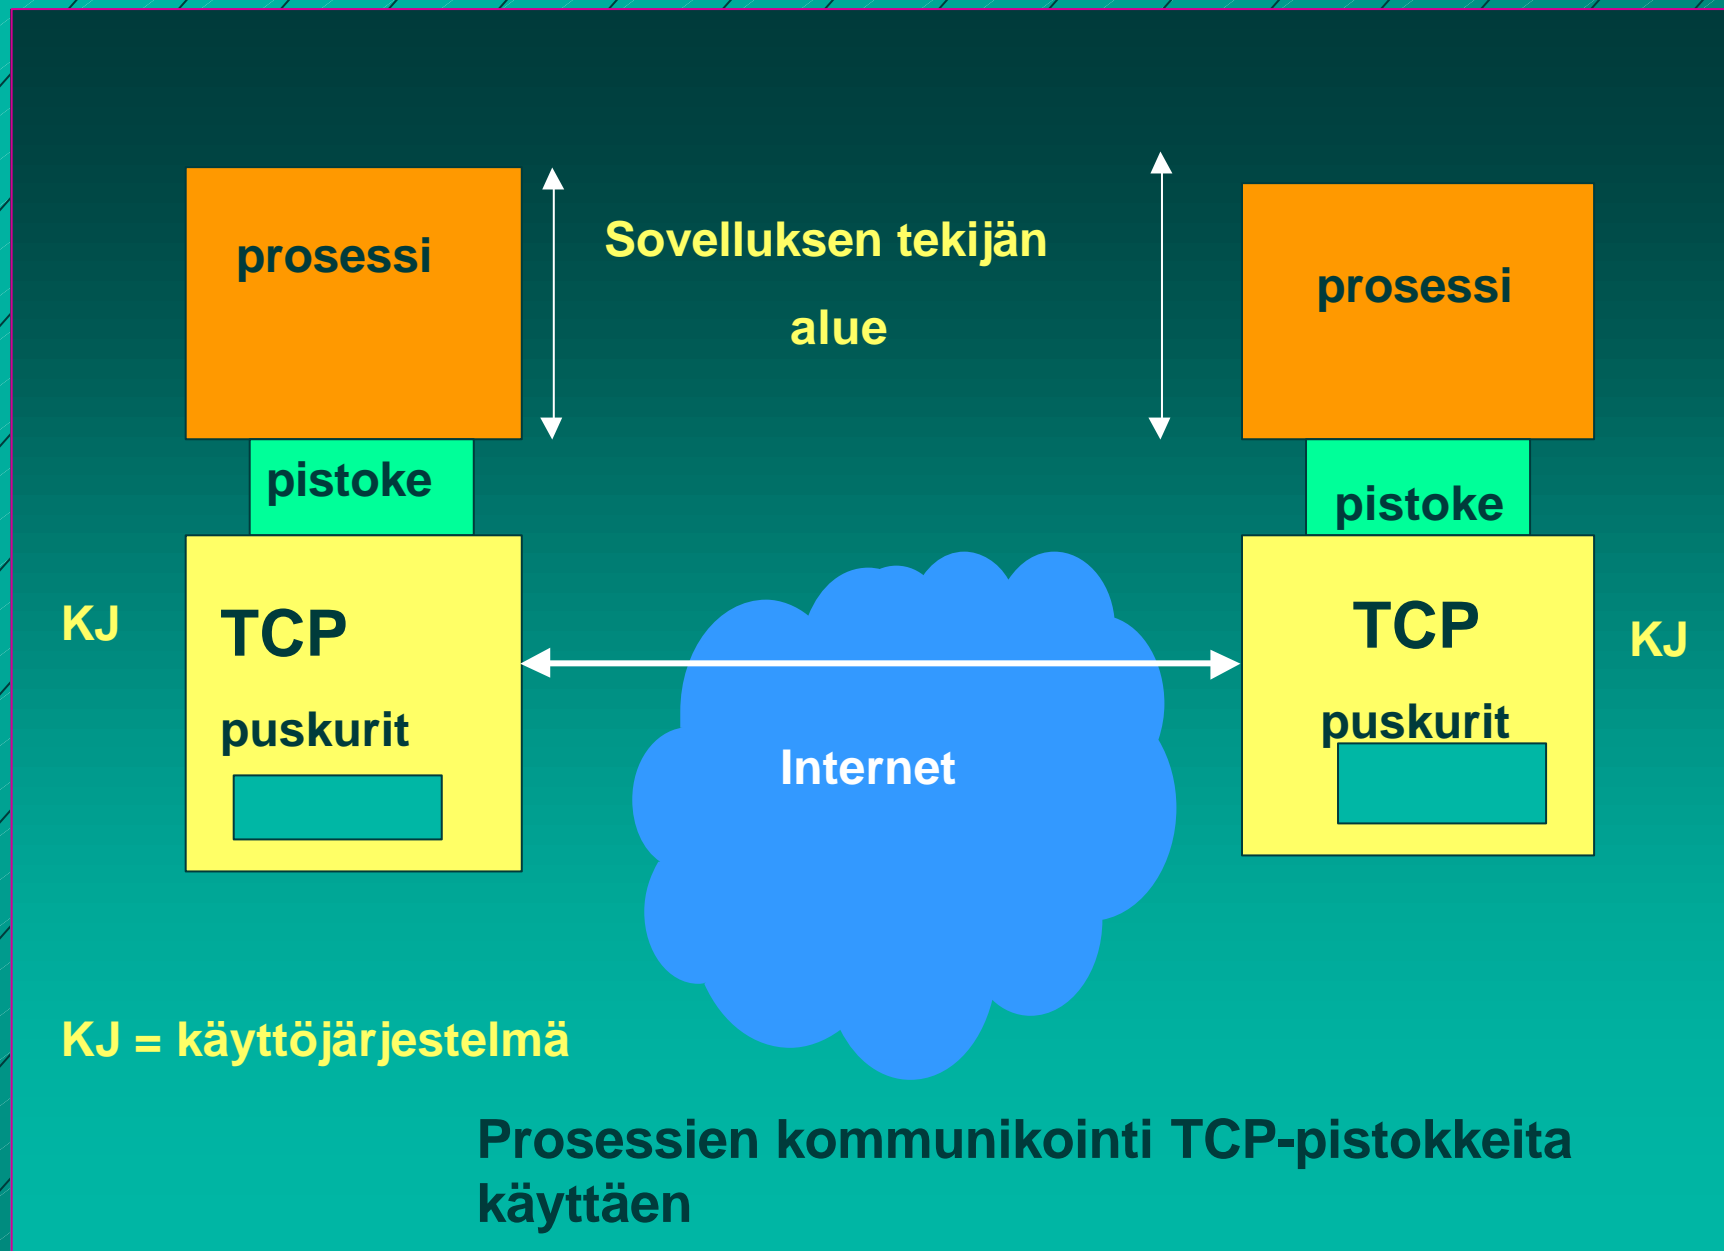 prosessi
Sovelluksen tekijän
alue
prosessi
pistoke
pistoke
KJ
TCP
puskurit
Internet
TCP
puskurit
KJ
KJ = käyttöjärjestelmä
Prosessien kommunikointi TCP-pistokkeita
käyttäen